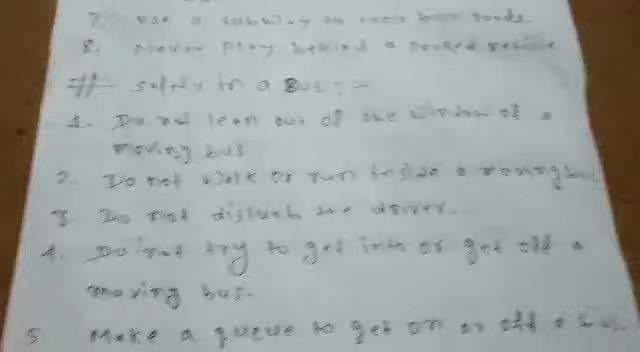 7. Use a subway to cross busy roads.
8. Never play behind a parked vehicle
# Safety in a Bus : -
1. Do not lean out of the window of a
moving bus
2. Do not walk or run inside a moving
3. Do not disturb the driver.
4. Do not try to get into or get off a
moving bus.
5 Make a queue to get on or off a bus.